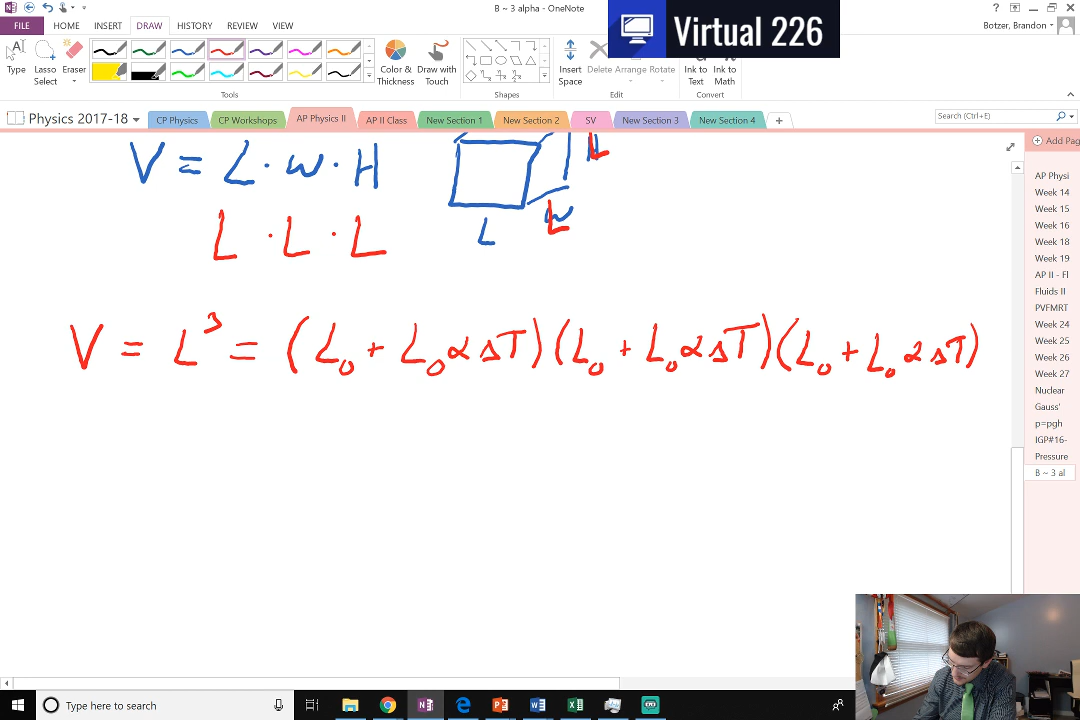 B ~ 3 alpha - OneNote
Virtual 226
FILE HOME INSERT DRAW HISTORY REVIEW VIEW
Botzer, Brandon
Type
Lasso Select
Eraser
Color & Thickness
Draw with Touch
Insert Space
Delete Arrange Rotate
Ink to Text
Ink to Math
Tools
Shapes
Edit
Convert
Physics 2017-18
CP Physics CP Workshops AP Physics II AP II Class New Section 1 New Section 2 SV New Section 3 New Section 4 +
Search (Ctrl+E)
Add Pag
AP Physi
Week 14
Week 15
Week 16
Week 18
Week 19
AP II - Fl
Fluids II
PVFMRT
Week 24
Week 25
Week 26
Week 27
Nuclear
Gauss'
p=pgh
IGP#16-
Pressure
B ~ 3 al
V = L · W · H
L W L
L · L · L
V = L³ = (L₀ + L₀αΔT)(L₀ + L₀αΔT)(L₀ + L₀αΔT)
Type here to search